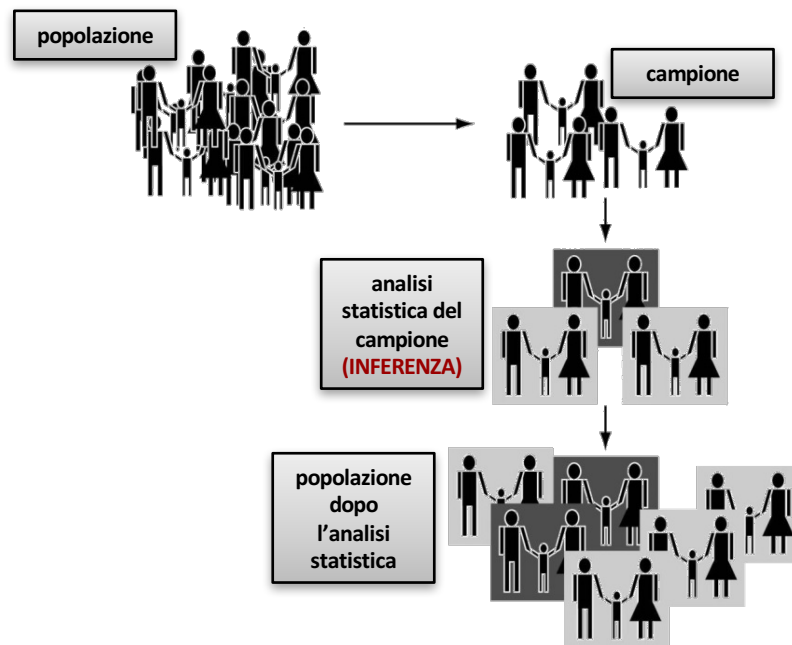 popolazione
campione
analisi
statistica del
campione
(INFERENZA)
popolazione
dopo
l’analisi
statistica